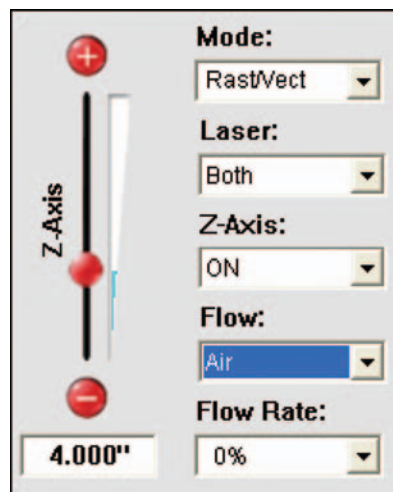 Mode:
Rast/Vect
Laser:
Both
Z-Axis
Z-Axis:
ON
Flow:
Air
Flow Rate:
4.000"
0%